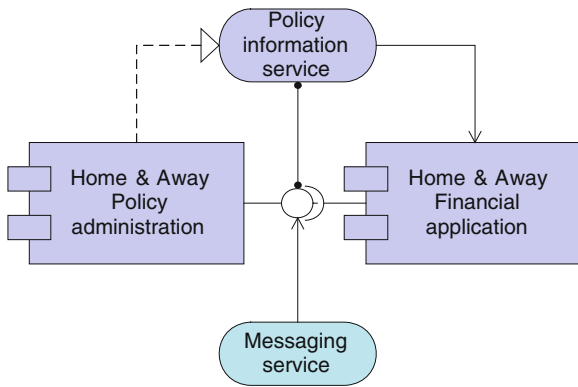 Policy
information
service
Home & Away
Policy
administration
Home & Away
Financial
application
Messaging
service